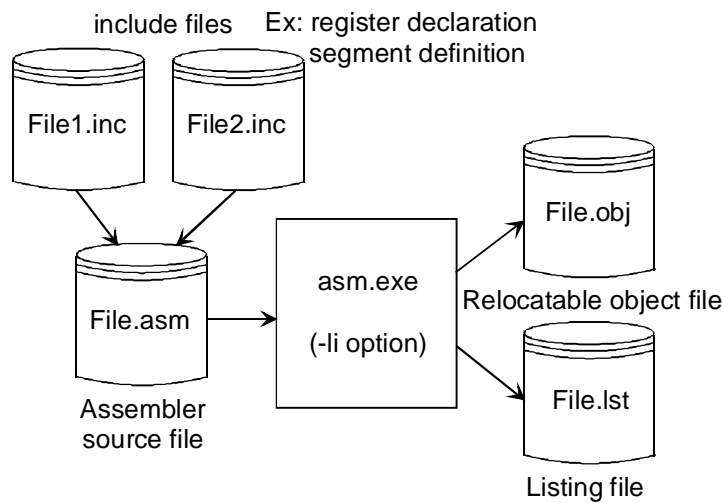 include files
Ex: register declaration
segment definition
File1.inc
File2.inc
File.asm
Assembler
source file
asm.exe
(-li option)
File.obj
Relocatable object file
File.lst
Listing file